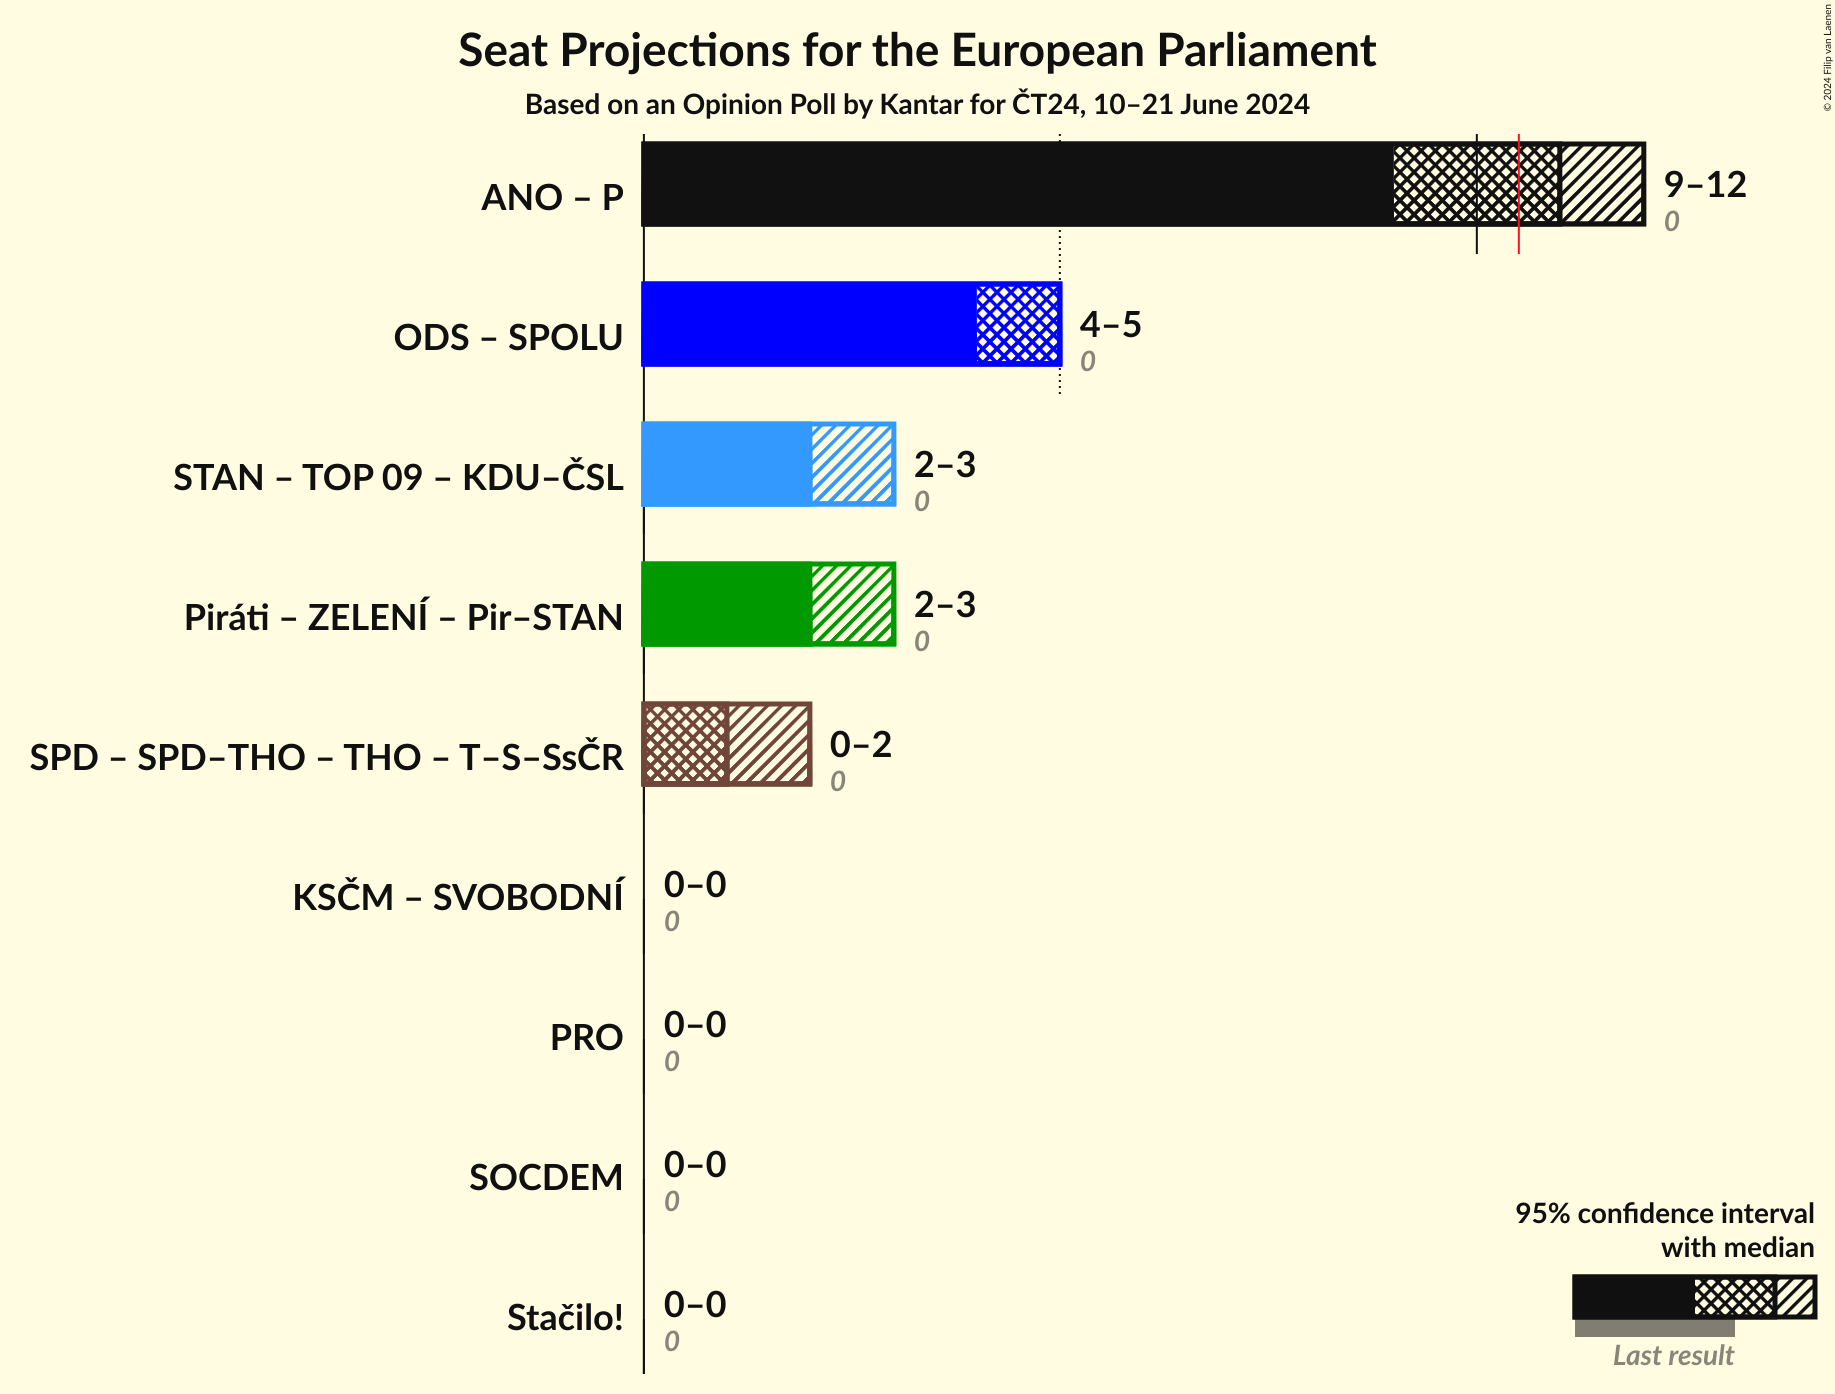 Seat Projections for the European Parliament
Based on an Opinion Poll by Kantar for ČT24, 10–21 June 2024
© 2024 Filip van Laenen
ANO – P
9–12
0
ODS – SPOLU
4–5
0
STAN – TOP 09 – KDU–ČSL
2–3
0
Piráti – ZELENÍ – Pir–STAN
2–3
0
SPD – SPD–THO – THO – T–S–SsČR
0–2
0
KSČM – SVOBODNÍ
0–0
0
PRO
0–0
0
SOCDEM
0–0
0
Stačilo!
0–0
0
95% confidence interval
with median
Last result